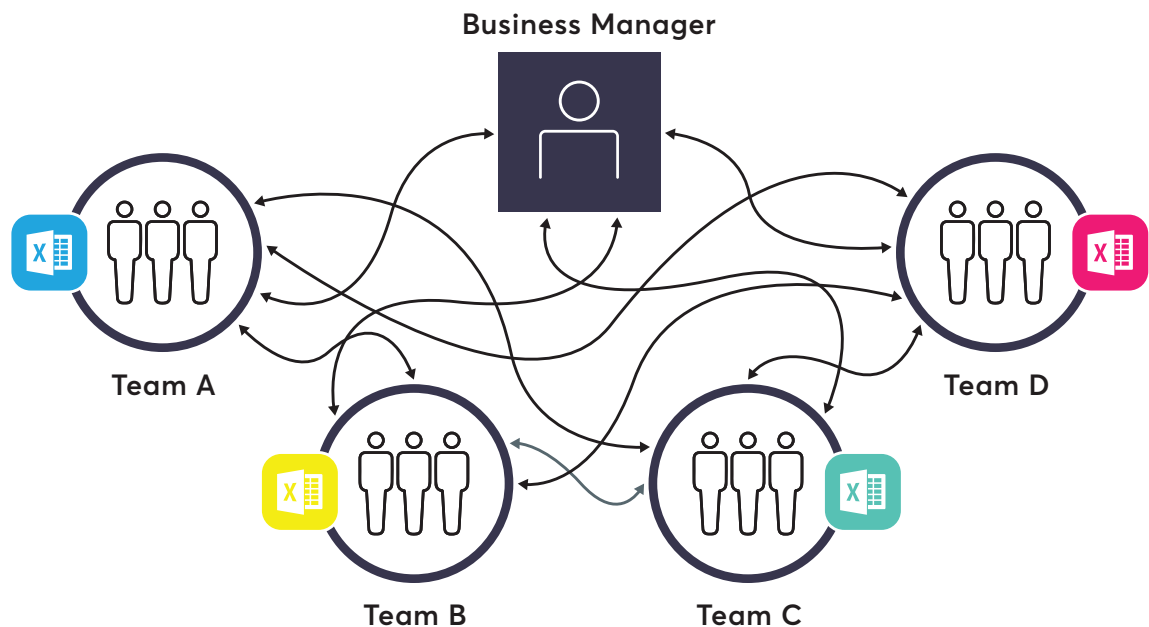 Business Manager
X
X
Team A
Team D
X
X
Team B
Team C